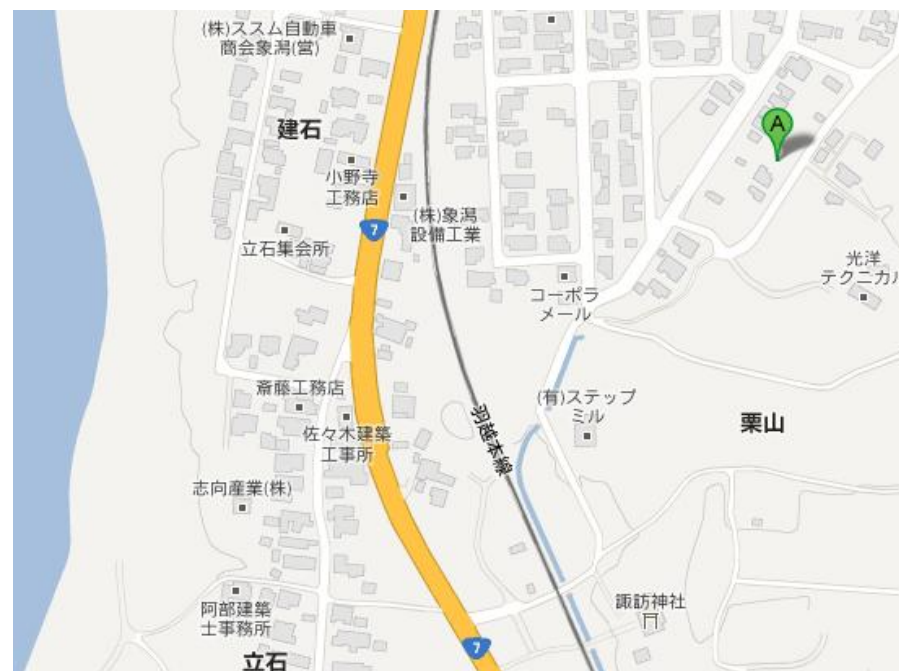 (株)ススム自動車
商会象潟(営)
A
建石
小野寺
工務店
(株)象潟
設備工業
7
立石集会所
光洋
テクニカル
コーポラ
メール
斎藤工務店
(有)ステップ
ミル
佐々木建築
工事所
羽越本線
栗山
志向産業(株)
阿部建築
士事務所
諏訪神社
7
立石